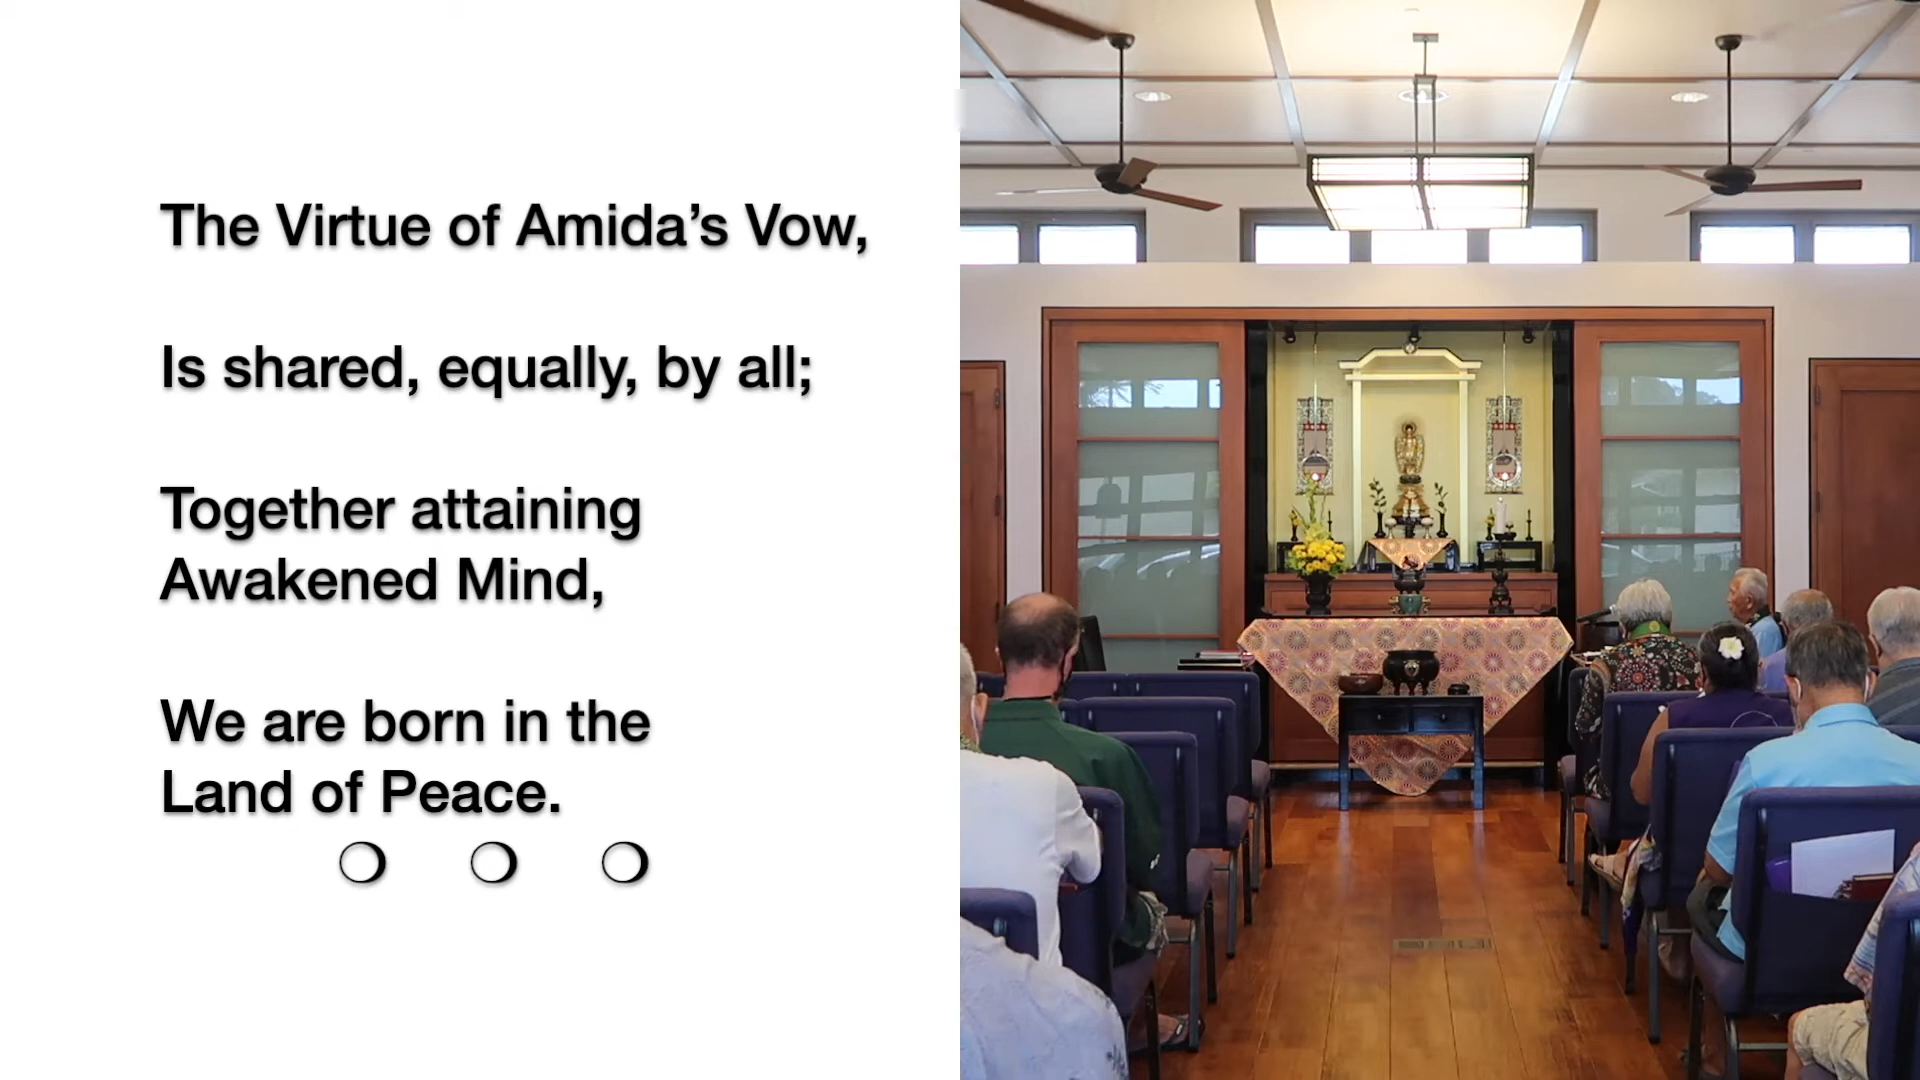 The Virtue of Amida’s Vow,
Is shared, equally, by all;
Together attaining
Awakened Mind,
We are born in the
Land of Peace.
❍ ❍ ❍